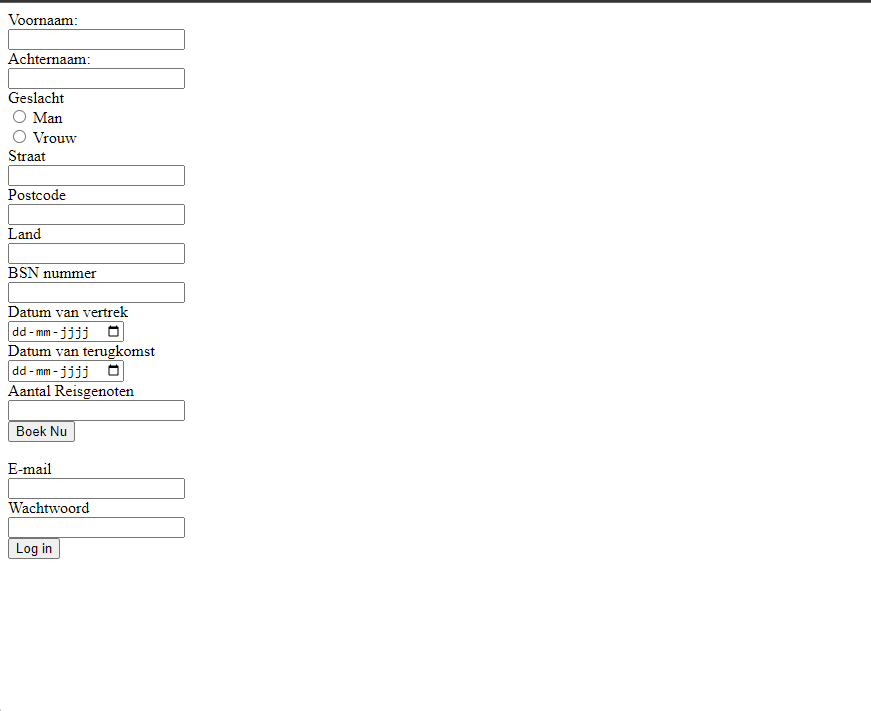 Voornaam:
Achternaam:
Geslacht
Man
Vrouw
Straat
Postcode
Land
BSN nummer
Datum van vertrek
dd-mm-jjjj
Datum van terugkomst
dd-mm-jjjj
Aantal Reisgenoten
Boek Nu
E-mail
Wachtwoord
Log in